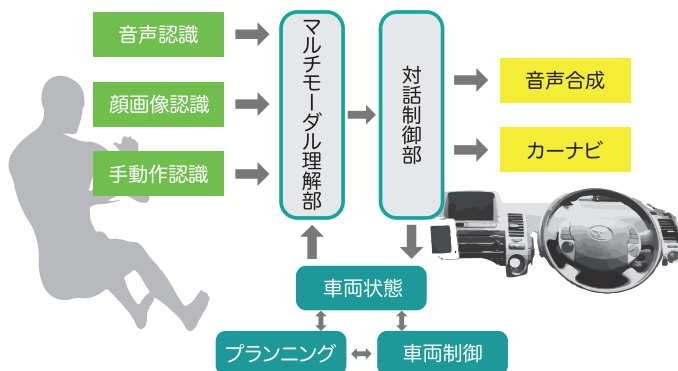 音声認識
顔画像認識
手動作認識
マルチモーダル理解部
対話制御部
音声合成
カーナビ
車両状態
プランニング
車両制御